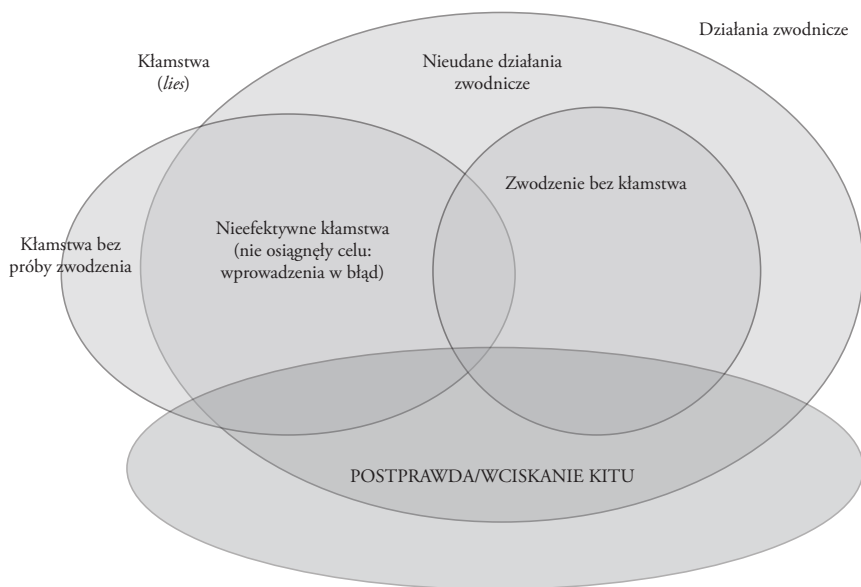 Działania zwodnicze
Kłamstwa
(lies)
Nieudane działania
zwodnicze
Zwodzenie bez kłamstwa
Nieefektywne kłamstwa
(nie osiągnęły celu:
wprowadzenia w błąd)
Kłamstwa bez
próby zwodzenia
POSTPRAWDA/WCISKANIE KITU